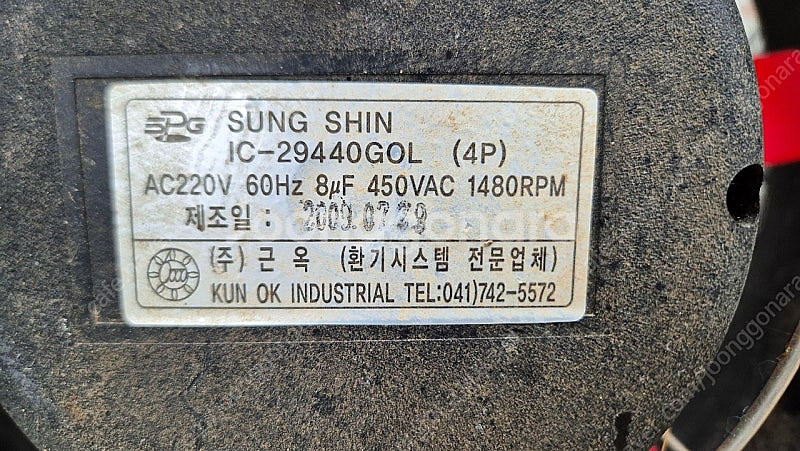 SPG SUNG SHIN
IC-29440GOL (4P)
AC220V 60Hz 8μF 450VAC 1480RPM
제조일 : 2009.07.29
(주) 근 옥 (환기시스템 전문업체)
KUN OK INDUSTRIAL TEL:041)742-5572
joonggonara